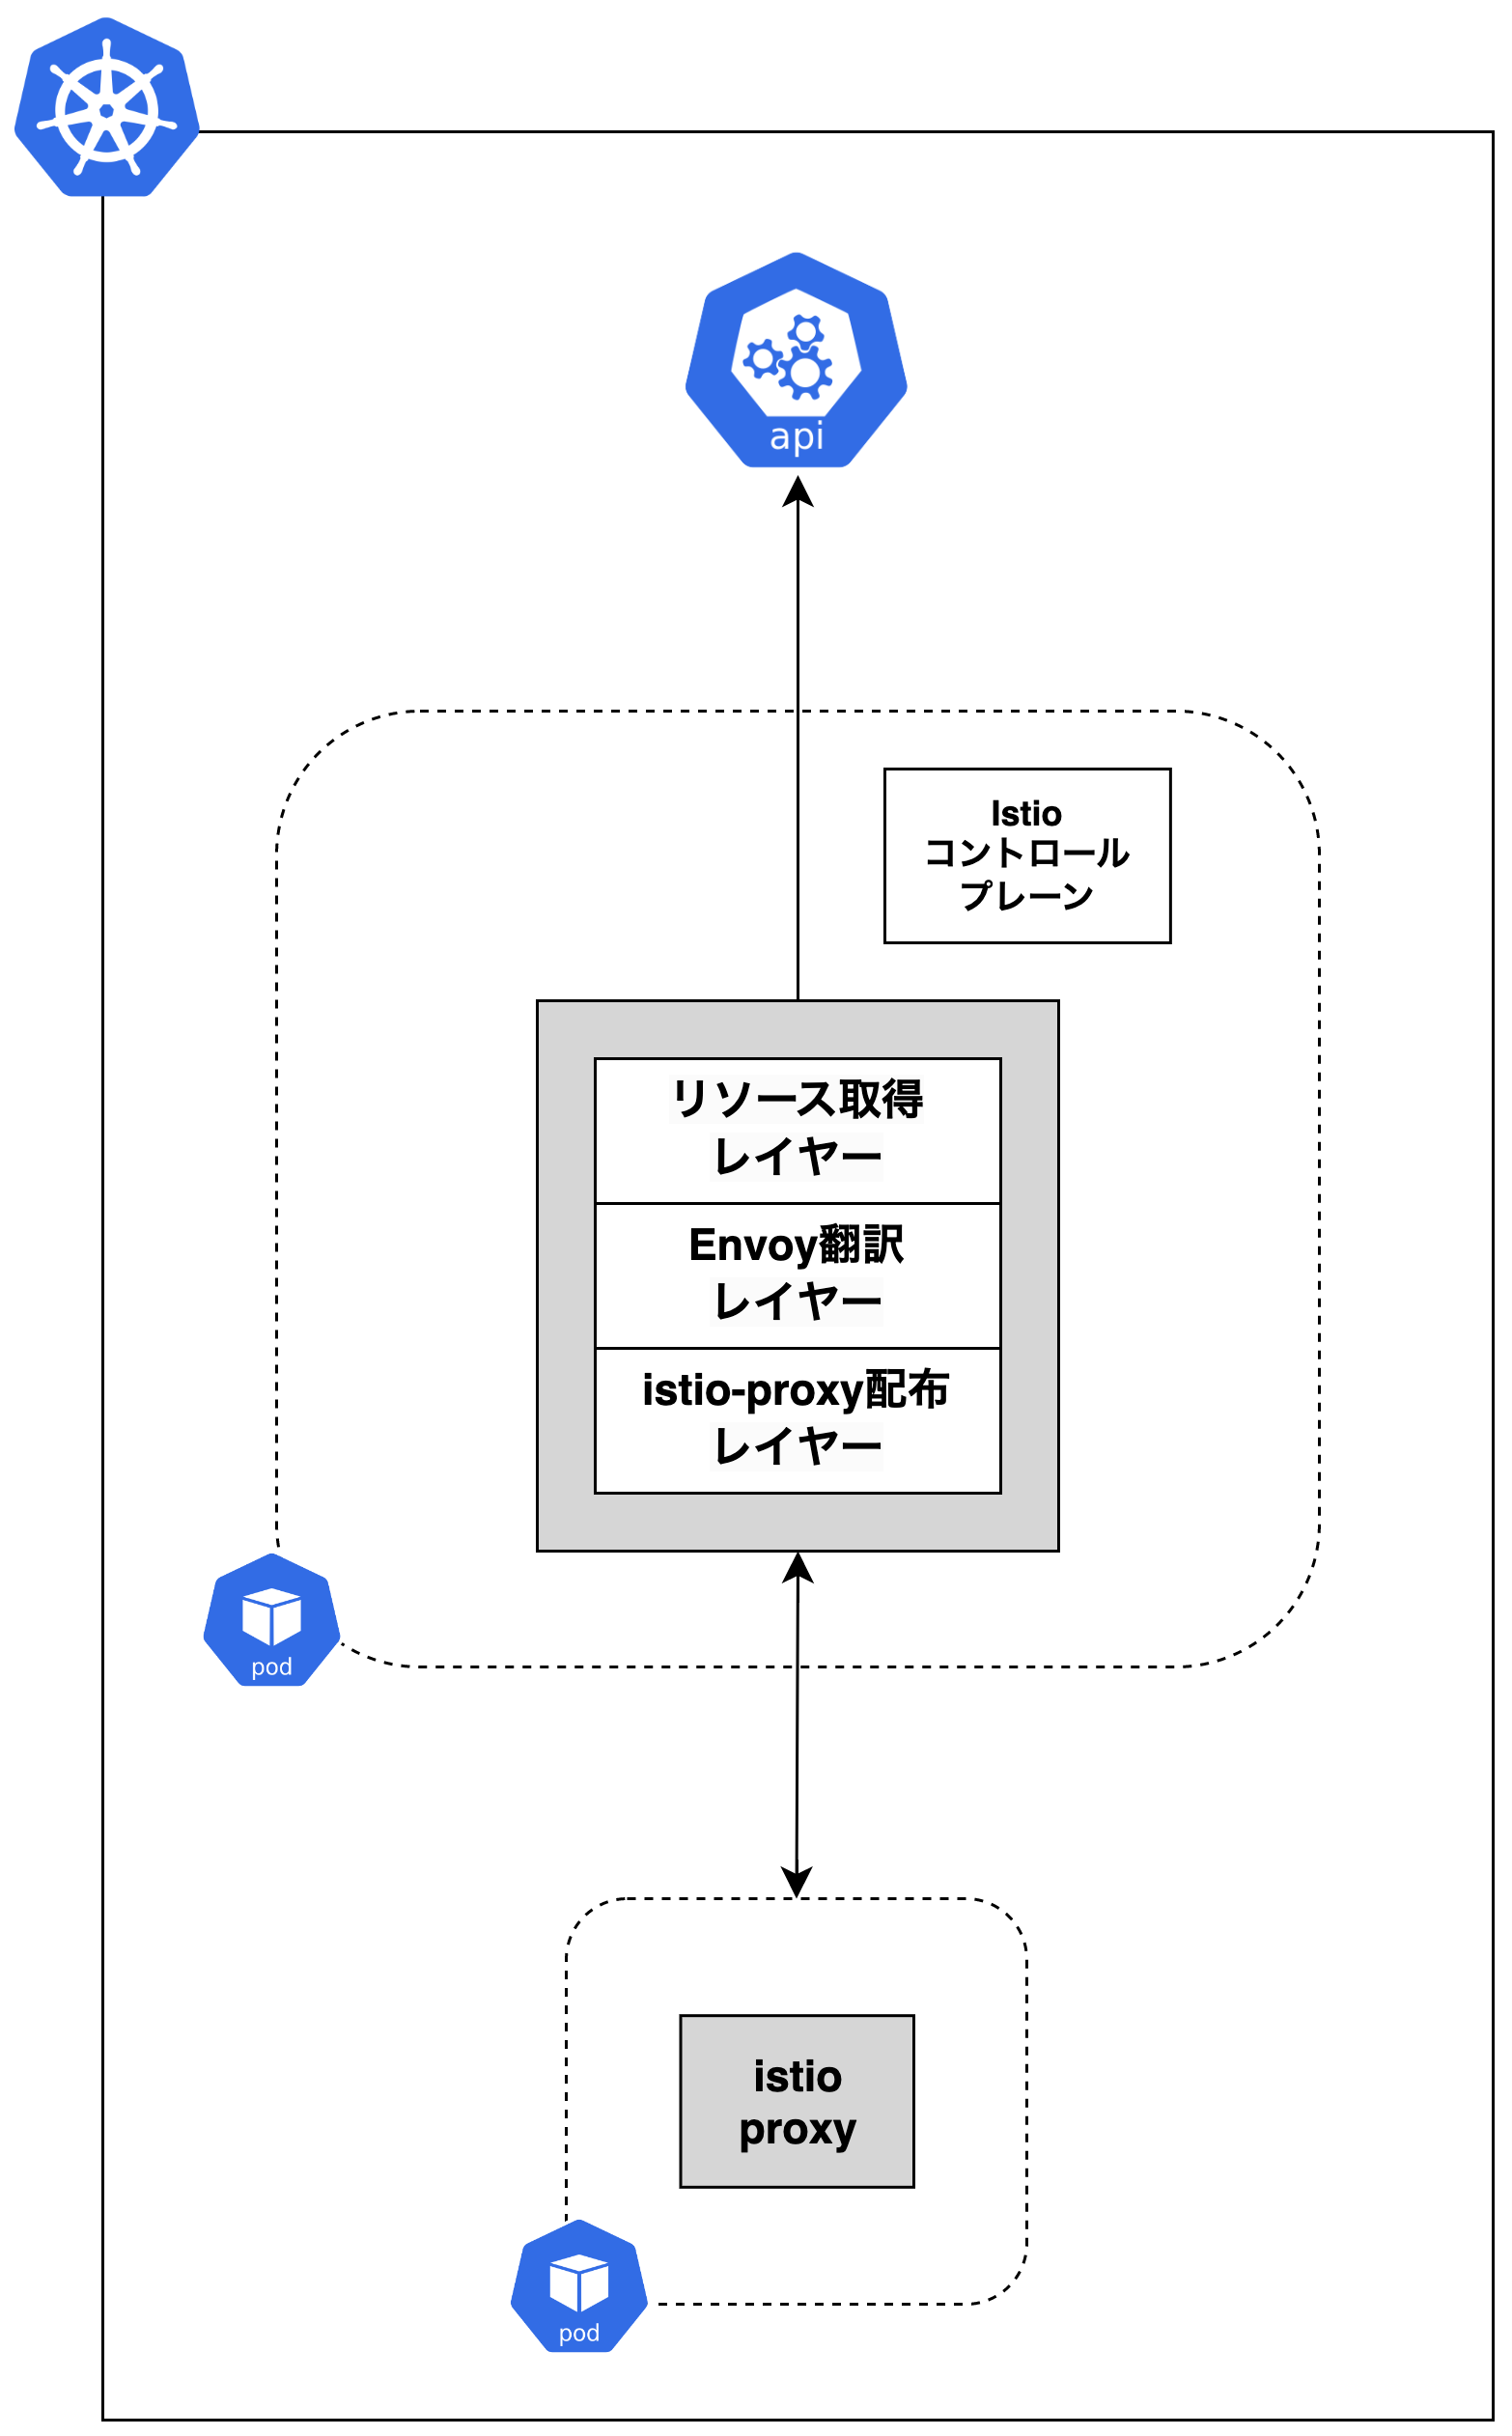 api
Istio
コントロール
プレーン
リソース取得
レイヤー
Envoy翻訳
レイヤー
istio-proxy配布
レイヤー
pod
istio
proxy
pod